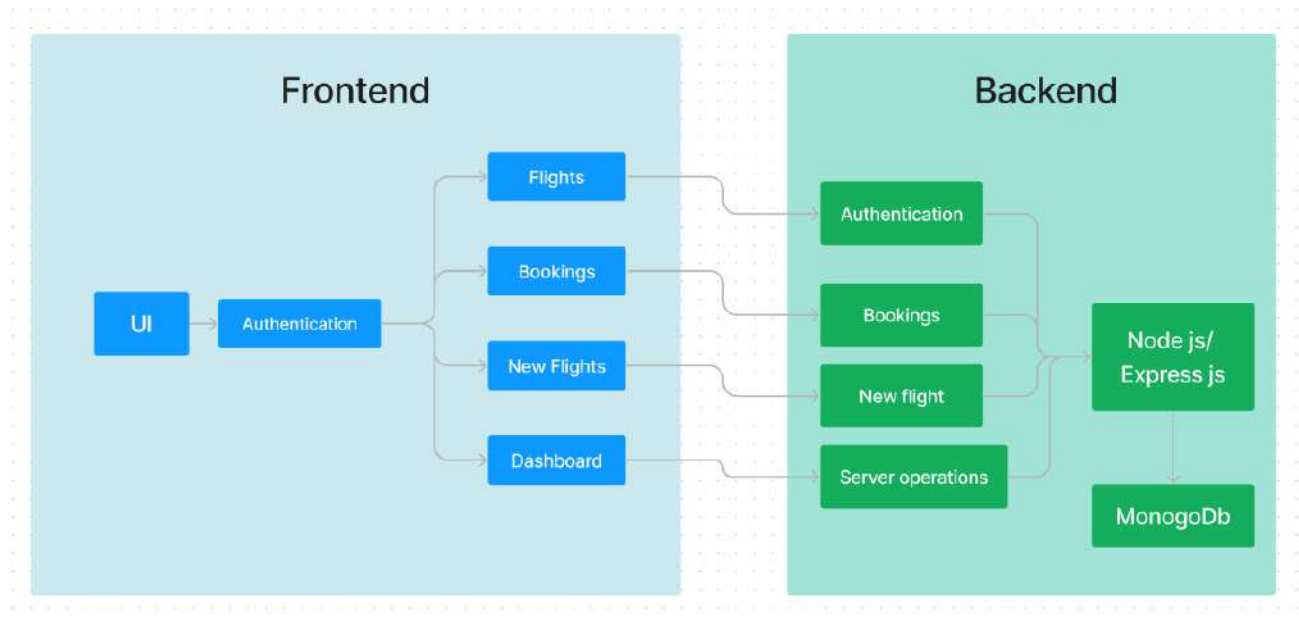 Frontend
UI
Authentication
Flights
Bookings
New Flights
Dashboard
Backend
Authentication
Bookings
New flight
Server operations
Node js/
Express js
MonogoDb